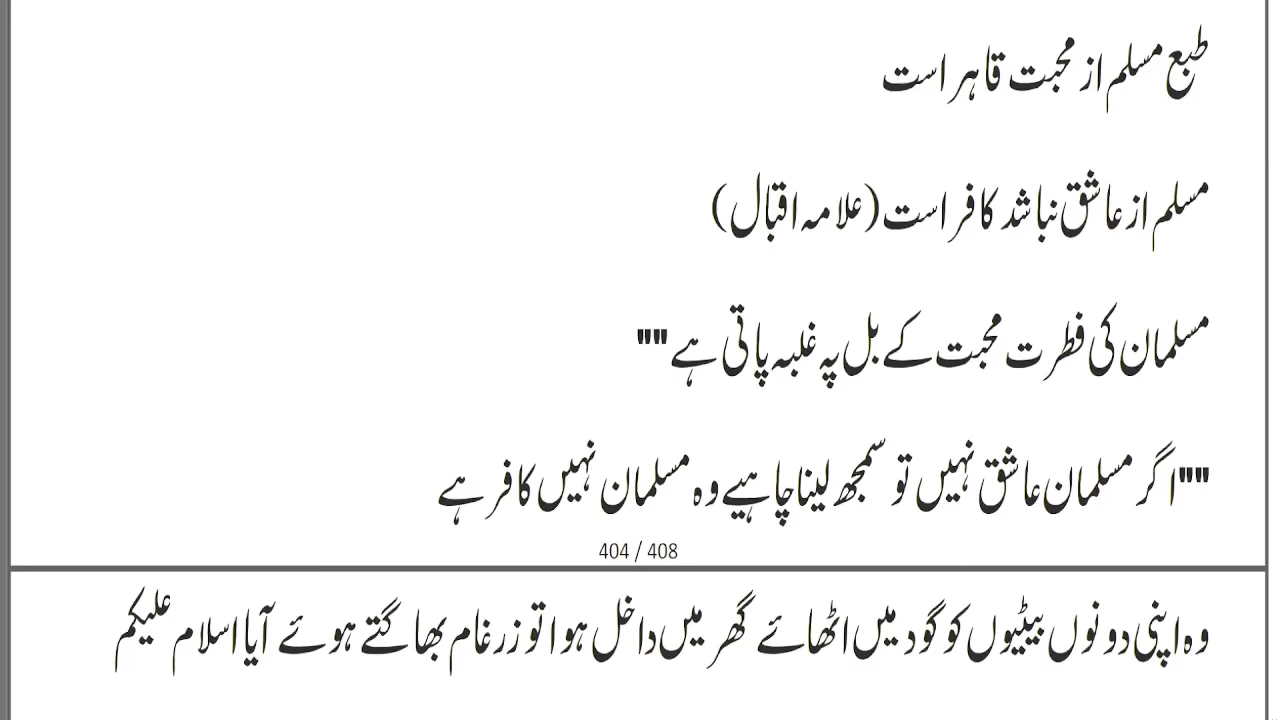 طبع مسلم از محبت قاہر است
مسلم از عاشق نباشد کافر است (علامہ اقبال)
مسلمان کی فطرت محبت کے بل پہ غلبہ پاتی ہے""
""اگر مسلمان عاشق نہیں تو سمجھ لینا چاہیے وہ مسلمان نہیں کافر ہے
404 / 408
وہ اپنی دونوں بیٹیوں کو گود میں اٹھائے گھر میں داخل ہوا تو زرغام بھاگتے ہوئے آیا اسلام علیکم